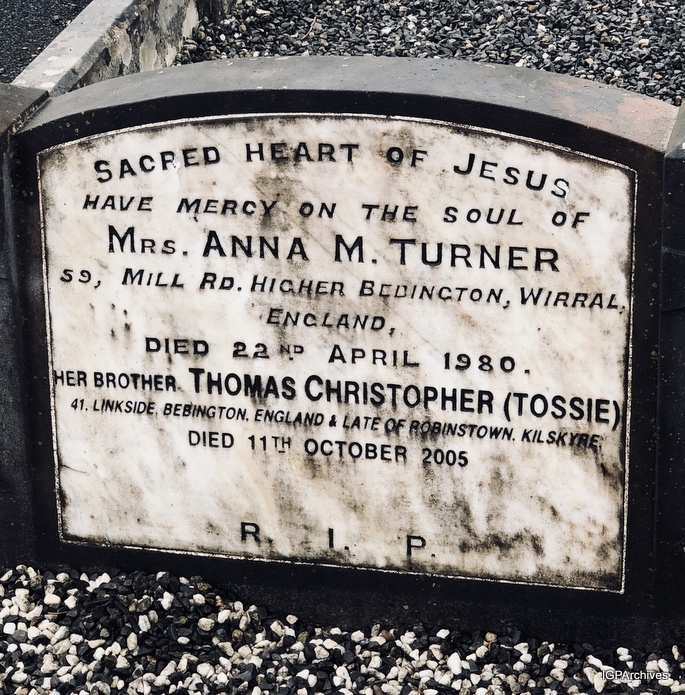 SACRED HEART OF JESUS
HAVE MERCY ON THE SOUL OF
MRS. ANNA M. TURNER
59, MILL RD. HIGHER BEBINGTON, WIRRAL,
ENGLAND,
DIED 22ND APRIL 1980.
HER BROTHER. THOMAS CHRISTOPHER (TOSSIE)
41, LINKSIDE, BEBINGTON, ENGLAND & LATE OF ROBINSTOWN, KILSKYRE,
DIED 11TH OCTOBER 2005
R. I. P.
IGPArchives